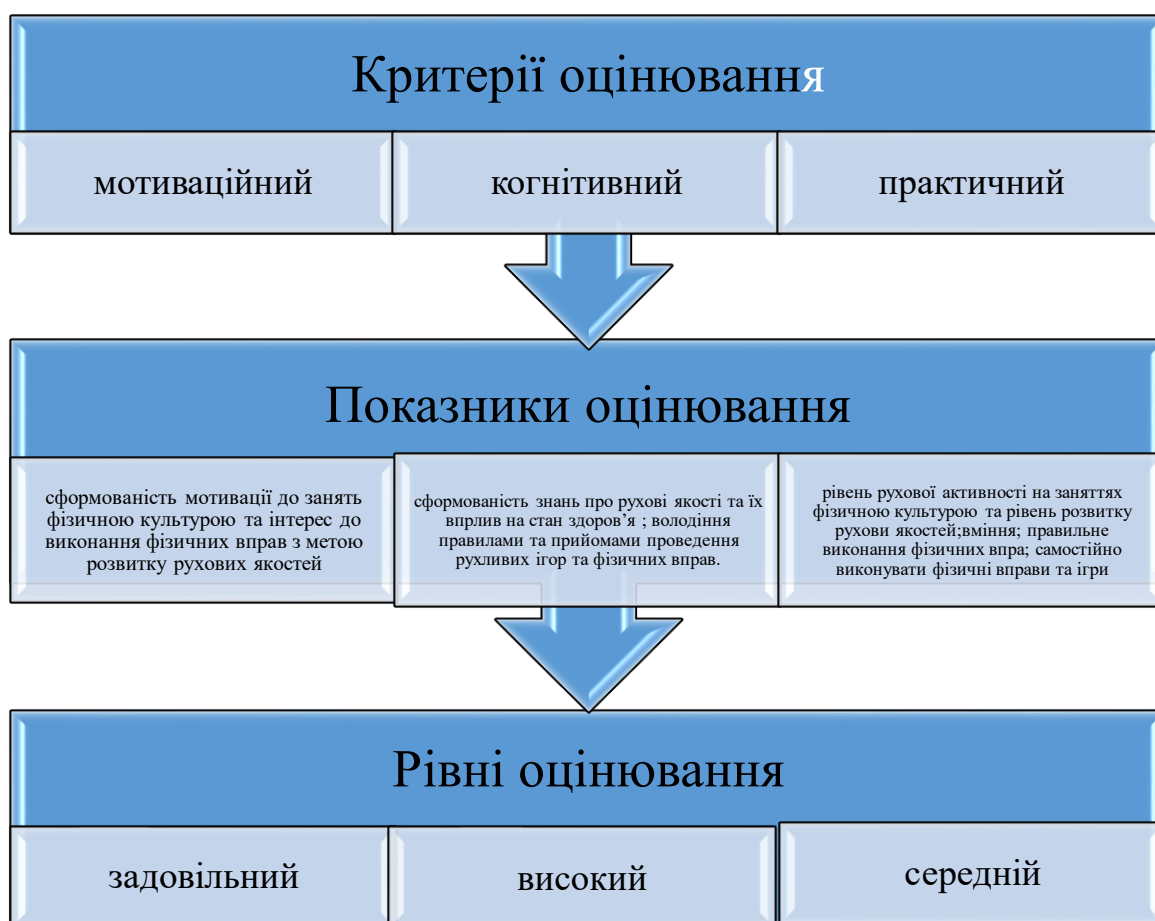 Критерії оцінювання
мотиваційний
когнітивний
практичний
Показники оцінювання
сформованість мотивації до занять
фізичною культурою та інтерес до
виконання фізичних вправ з метою
розвитку рухових якостей
сформованість знань про рухові якості та їх
впрлив на стан здоров’я ; володіння
правилами та прийомами проведення
рухливих ігор та фізичних вправ.
рівень рухової активності на заняттях
фізичною культурою та рівень розвитку
рухови якостей;вміння; правильне
виконання фізичних впра; самостійно
виконувати фізичні вправи та ігри
Рівні оцінювання
задовільний
високий
середній